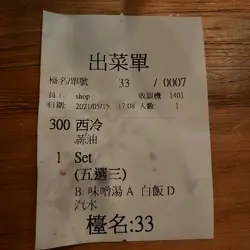 出菜單
檯名/單號 33 / 0007
員工: shop 收銀機 1401
日期: 2021/05/15 17:08 人數: 1
300 西冷
蒜油
1 Set
(五選三)
B 味噌湯 A 白飯 D
汽水
檯名:33